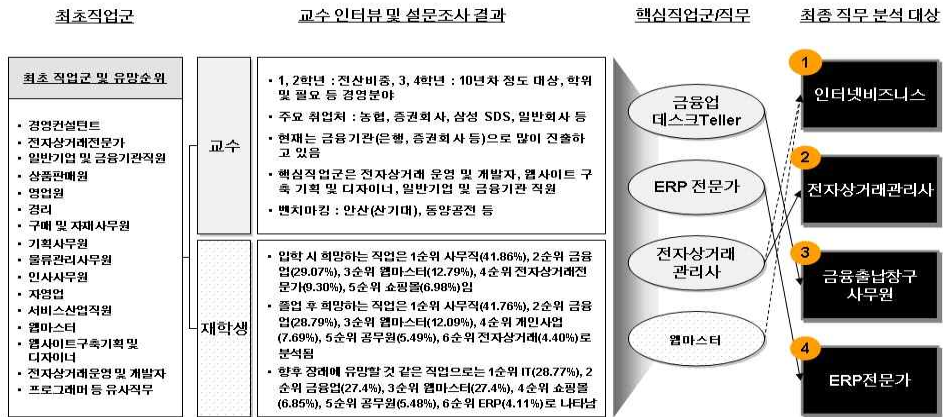 최초직업군
교수 인터뷰 및 설문조사 결과
핵심직업군/직무
최종 직무 분석 대상
최초 직업군 및 유망순위
• 경영컨설턴트
• 전자상거래전문가
• 일반기업 및 금융기관직원
• 상품판매원
• 영업원
• 경리
• 구매 및 자재사무원
• 기획사무원
• 물류관리사무원
• 인사사무원
• 자영업
• 서비스산업직원
• 웹마스터
• 웹사이트구축기획 및
디자이너
• 전자상거래운영 및 개발자
• 프로그래머 등 유사직무
교수
• 1, 2학년 : 전산비중, 3, 4학년 : 10년차 정도 대상, 학위
및 필요 등 경영분야
• 주요 취업처 : 농협, 증권회사, 삼성 SDS, 일반회사 등
• 현재는 금융기관(은행, 증권회사 등)으로 많이 진출하
고 있음
• 핵심직업군은 전자상거래 운영 및 개발자, 웹사이트 구
축 기획 및 디자이너, 일반기업 및 금융기관 직원
• 벤치마킹 : 안산(산기대), 동양공전 등
재학생
• 입학 시 희망하는 직업은 1순위 사무직(41.86%), 2순위 금융
업(29.07%), 3순위 웹마스터(12.79%), 4순위 전자상거래전
문가(9.30%), 5순위 쇼핑몰(6.98%)임
• 졸업 후 희망하는 직업은 1순위 사무직(41.76%), 2순위 금융
업(28.79%), 3순위 웹마스터(12.09%), 4순위 개인사업
(7.69%), 5순위 공무원(5.49%), 6순위 전자상거래(4.40%)로
분석됨
• 향후 장래에 유망할 것 같은 직업으로는 1순위 IT(28.77%), 2
순위 금융업(27.4%), 3순위 웹마스터(27.4%), 4순위 쇼핑몰
(6.85%), 5순위 공무원(5.48%), 6순위 ERP(4.11%)로 나타남
금융업
데스크Teller
ERP 전문가
전자상거래
관리사
웹마스터
1
인터넷비즈니스
2
전자상거래관리사
3
금융출납창구
사무원
4
ERP전문가